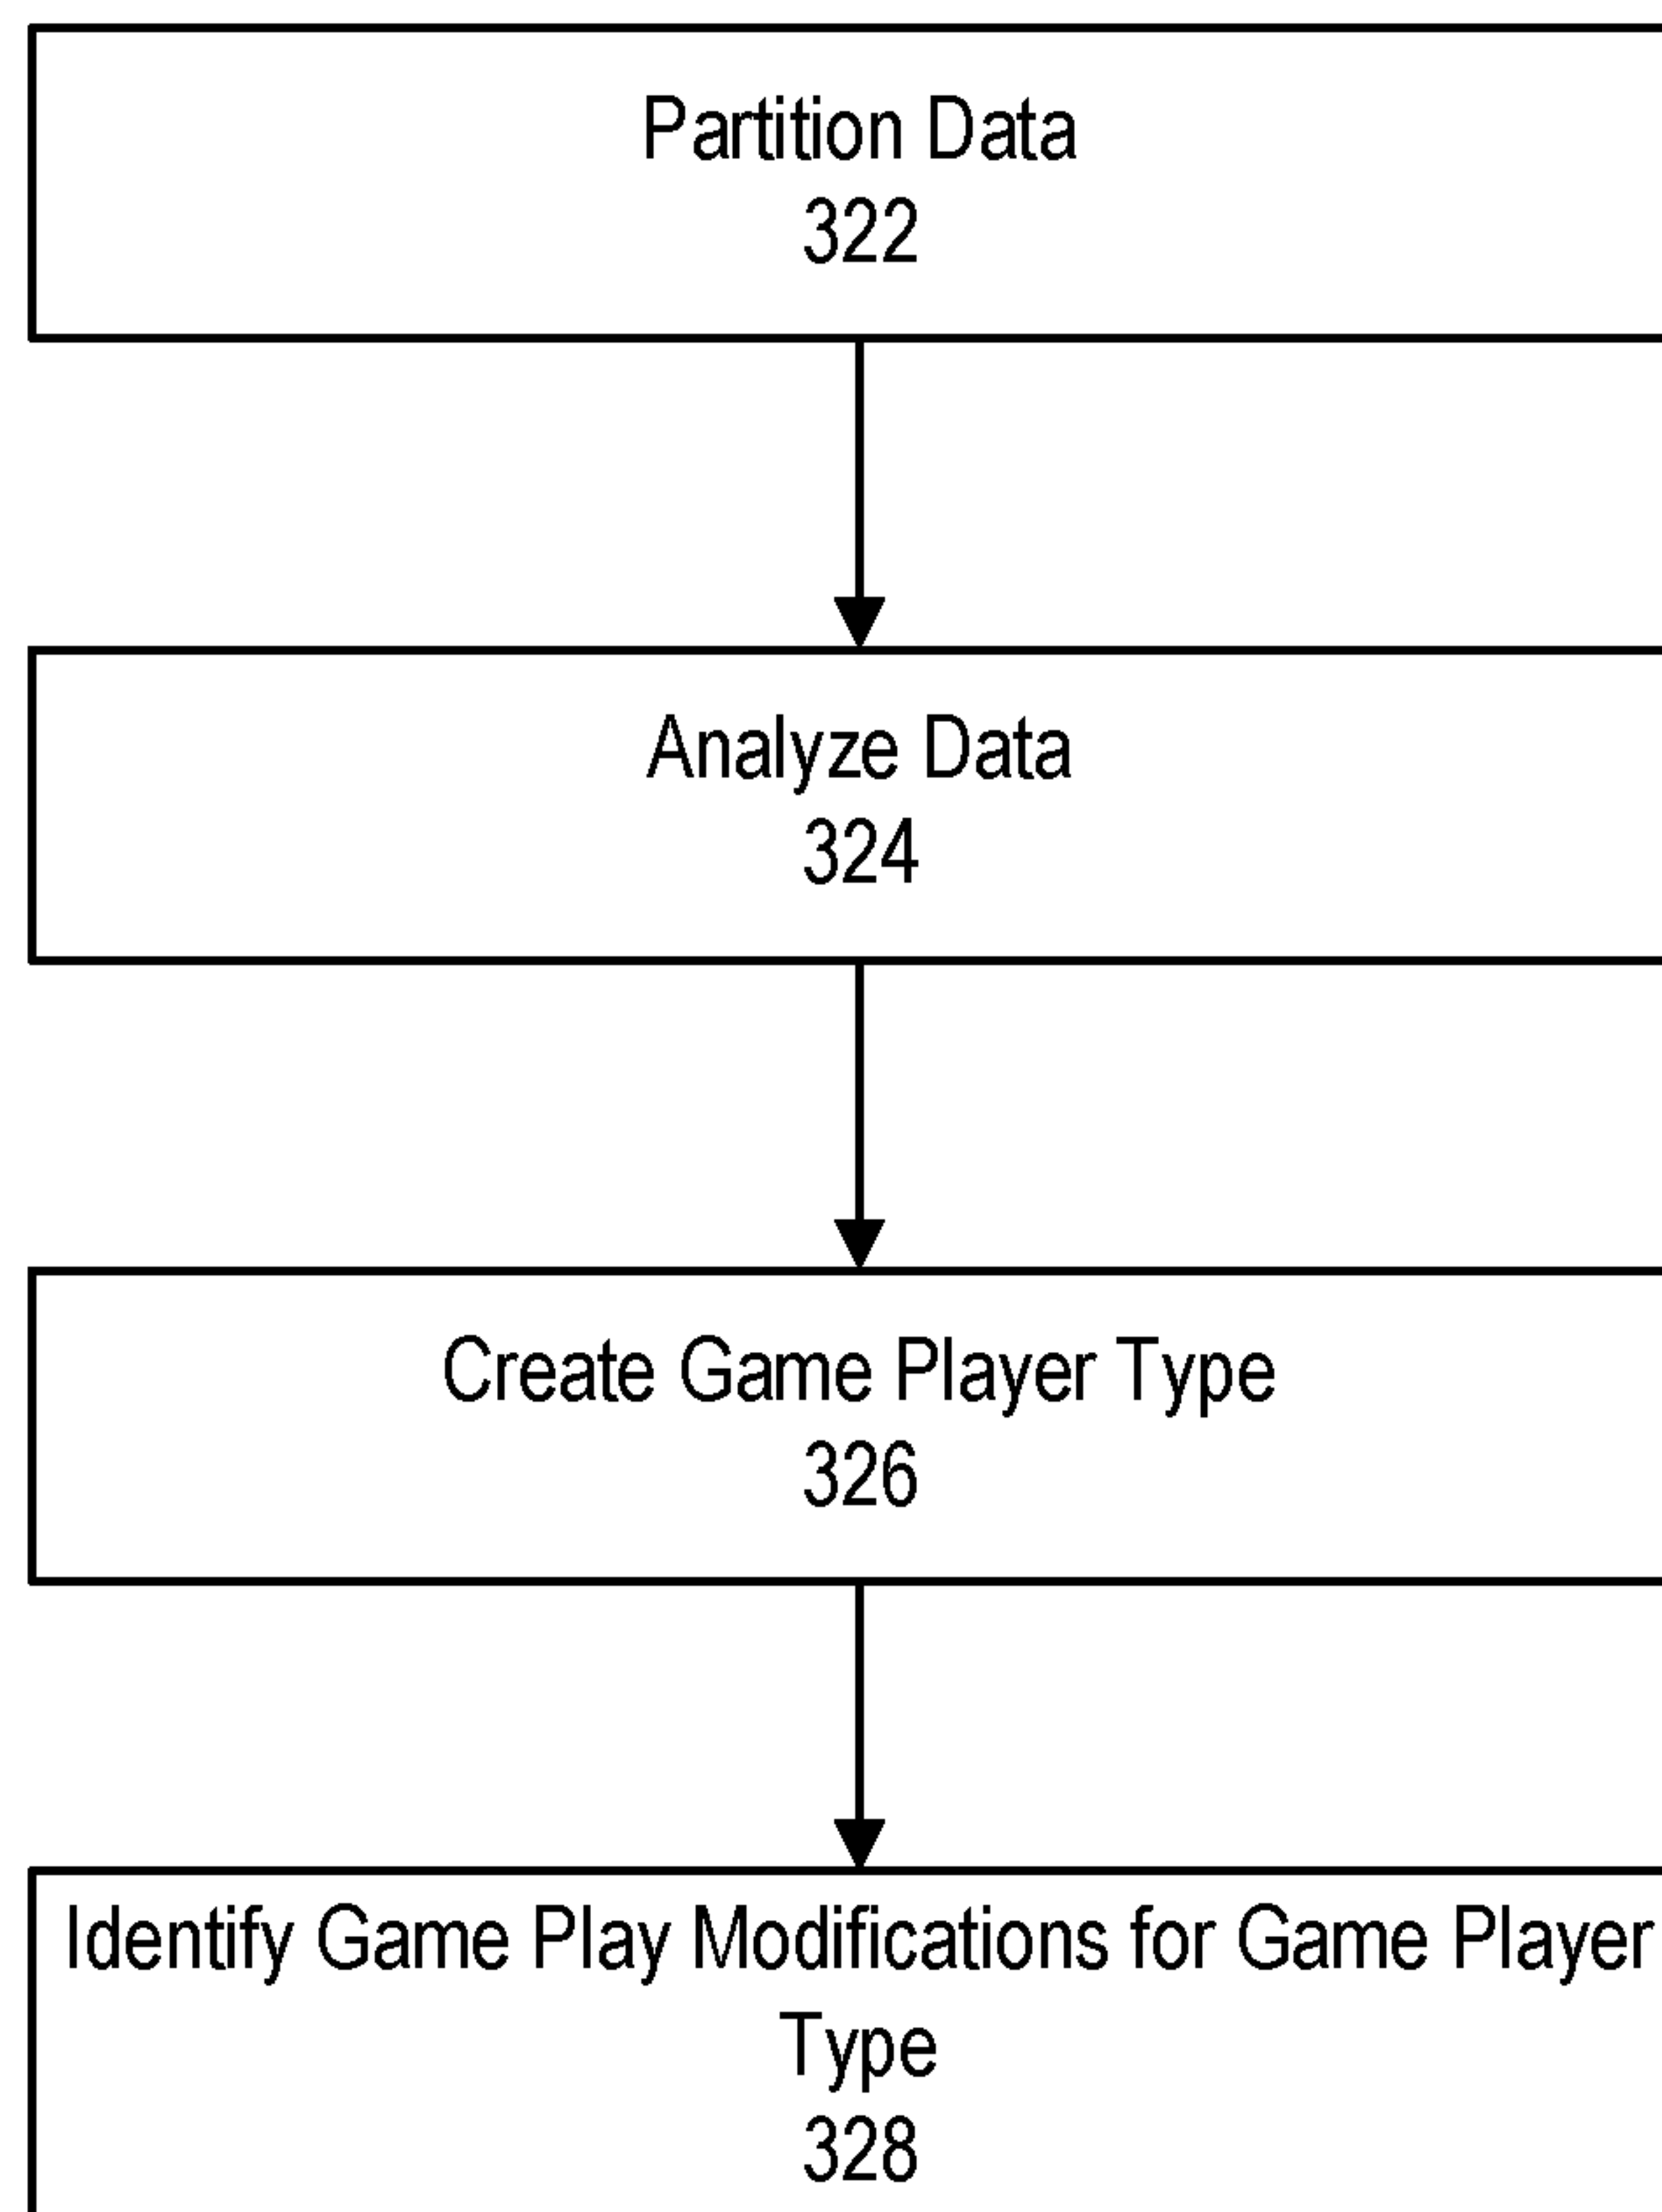 Partition Data
322
Analyze Data
324
Create Game Player Type
326
Identify Game Play Modifications for Game Player
Type
328